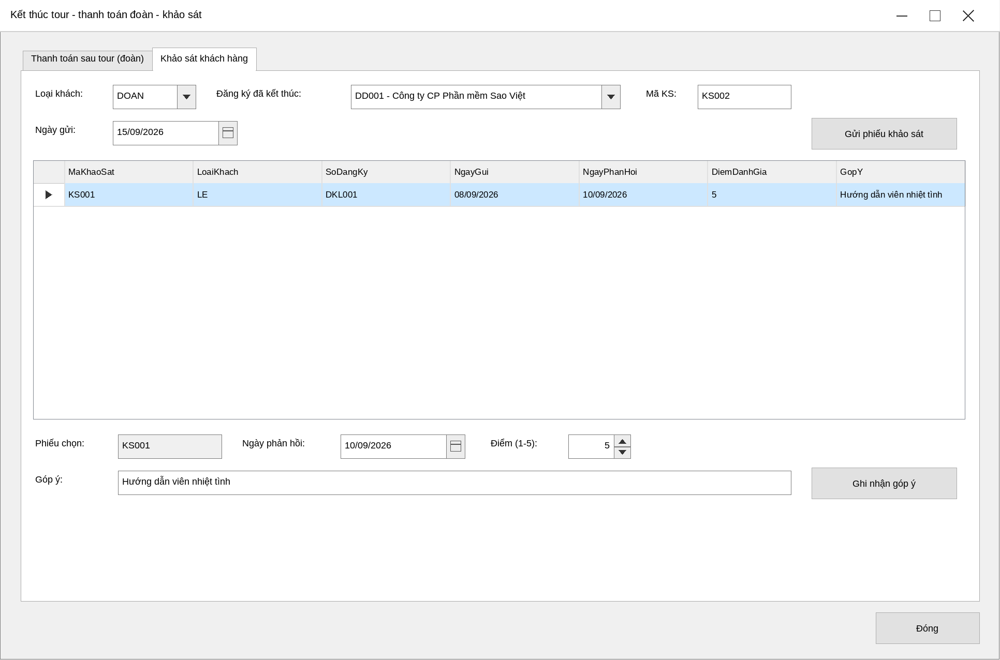 Kết thúc tour - thanh toán đoàn - khảo sát
Thanh toán sau tour (đoàn) Khảo sát khách hàng
Loại khách: DOAN Đăng ký đã kết thúc: DD001 - Công ty CP Phần mềm Sao Việt Mã KS: KS002
Ngày gửi: 15/09/2026 Gửi phiếu khảo sát
MaKhaoSat LoaiKhach SoDangKy NgayGui NgayPhanHoi DiemDanhGia GopY
KS001 LE DKL001 08/09/2026 10/09/2026 5 Hướng dẫn viên nhiệt tình
Phiếu chọn: KS001 Ngày phản hồi: 10/09/2026 Điểm (1-5): 5
Góp ý: Hướng dẫn viên nhiệt tình Ghi nhận góp ý
Đóng